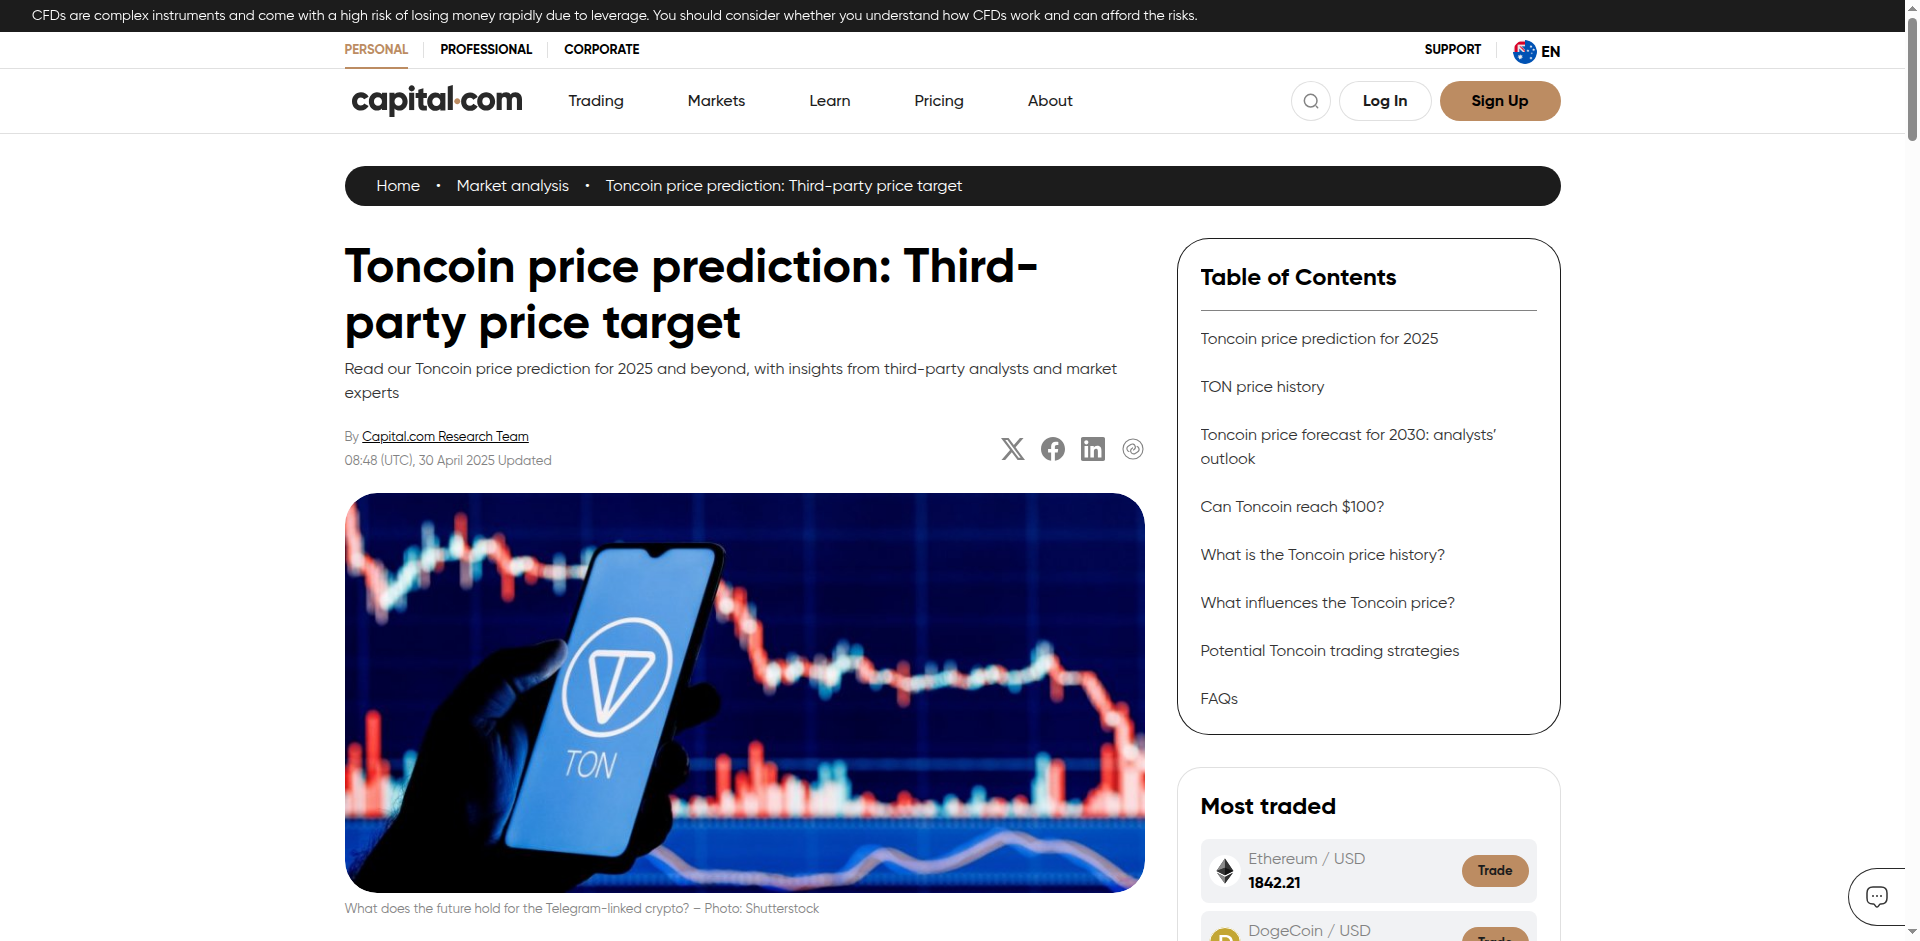 CFDs are complex instruments and come with a high risk of losing money rapidly due to leverage. You should consider whether you understand how CFDs work and can afford the risks.
PERSONAL
PROFESSIONAL
CORPORATE
SUPPORT
EN
capital.com
Trading
Markets
Learn
Pricing
About
Log In
Sign Up
Home • Market analysis • Toncoin price prediction: Third-party price target
Toncoin price prediction: Third-
party price target
Read our Toncoin price prediction for 2025 and beyond, with insights from third-party analysts and market
experts
By Capital.com Research Team
08:48 (UTC), 30 April 2025 Updated
TON
What does the future hold for the Telegram-linked crypto? – Photo: Shutterstock
Table of Contents
Toncoin price prediction for 2025
TON price history
Toncoin price forecast for 2030: analysts’
outlook
Can Toncoin reach $100?
What is the Toncoin price history?
What influences the Toncoin price?
Potential Toncoin trading strategies
FAQs
Most traded
Ethereum / USD
1842.21
Trade
DogeCoin / USD
Trade